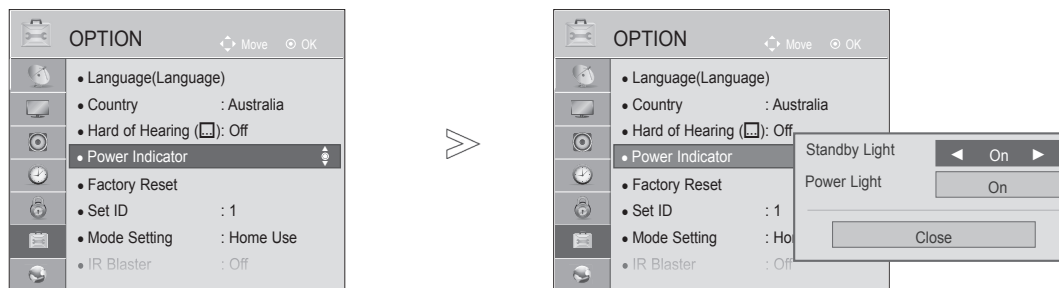 OPTION
Move OK
• Language(Language)
• Country : Australia
• Hard of Hearing (...): Off
• Power Indicator
• Factory Reset
• Set ID : 1
• Mode Setting : Home Use
• IR Blaster : Off
>
OPTION
Move OK
• Language(Language)
• Country : Australia
• Hard of Hearing (...): Off
• Power Indicator
• Factory Reset
• Set ID : 1
• Mode Setting : Ho
• IR Blaster : Off
Standby Light ◀ On ▶
Power Light On
Close